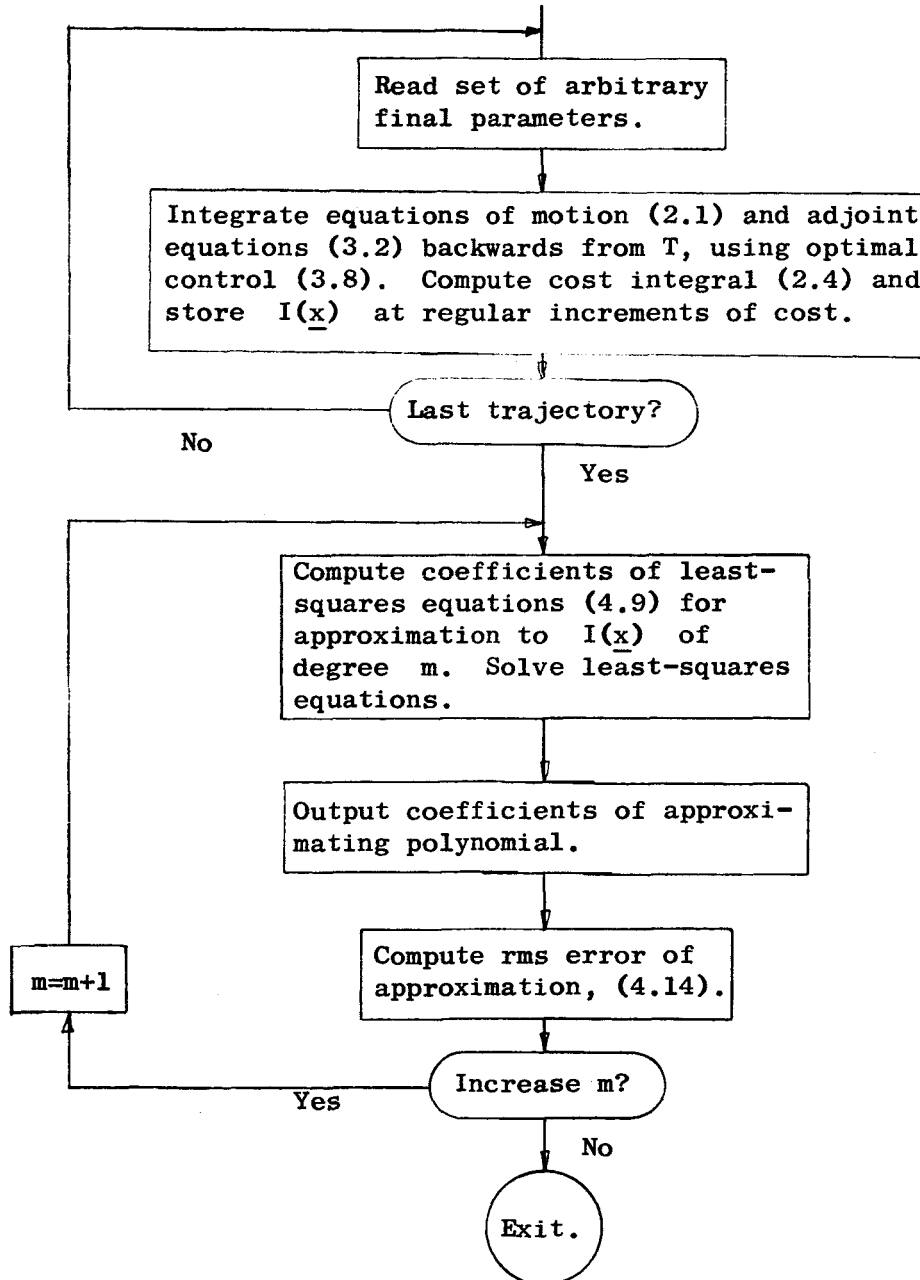 Read set of arbitrary
final parameters.
Integrate equations of motion (2.1) and adjoint
equations (3.2) backwards from T, using optimal
control (3.8). Compute cost integral (2.4) and
store I(x) at regular increments of cost.
Last trajectory?
No
Yes
Compute coefficients of least-
squares equations (4.9) for
approximation to I(x) of
degree m. Solve least-squares
equations.
Output coefficients of approxi-
mating polynomial.
Compute rms error of
approximation, (4.14).
m=m+1
Increase m?
Yes
No
Exit.